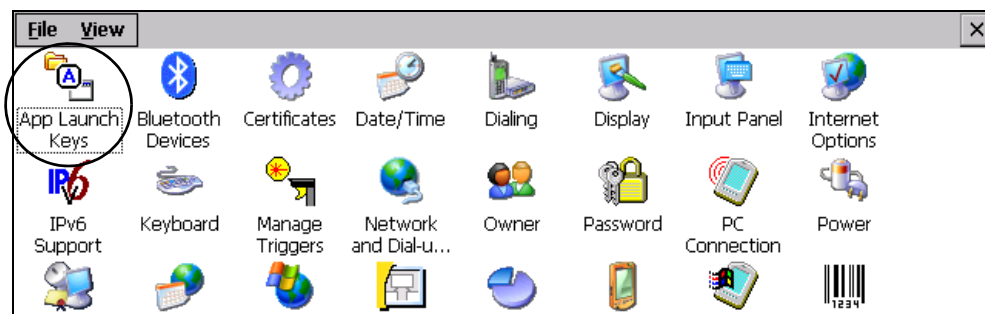 File View
App Launch Keys
Bluetooth Devices
Certificates
Date/Time
Dialing
Display
Input Panel
Internet Options
IPv6
IPv6 Support
Keyboard
Manage Triggers
Network and Dial-u...
Owner
Password
PC Connection
Power
1234